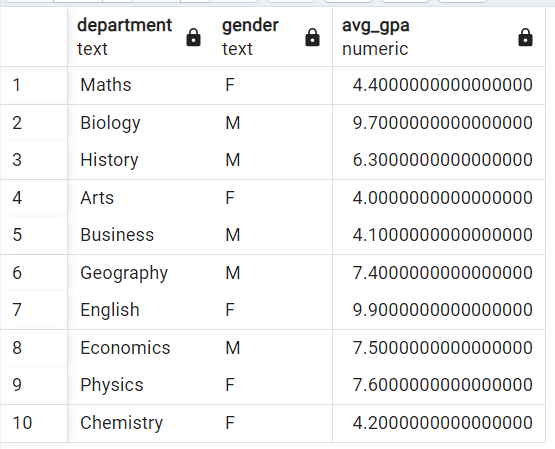 department gender avg_gpa
text text numeric
1 Maths F 4.4000000000000000
2 Biology M 9.7000000000000000
3 History M 6.3000000000000000
4 Arts F 4.0000000000000000
5 Business M 4.1000000000000000
6 Geography M 7.4000000000000000
7 English F 9.9000000000000000
8 Economics M 7.5000000000000000
9 Physics F 7.6000000000000000
10 Chemistry F 4.2000000000000000